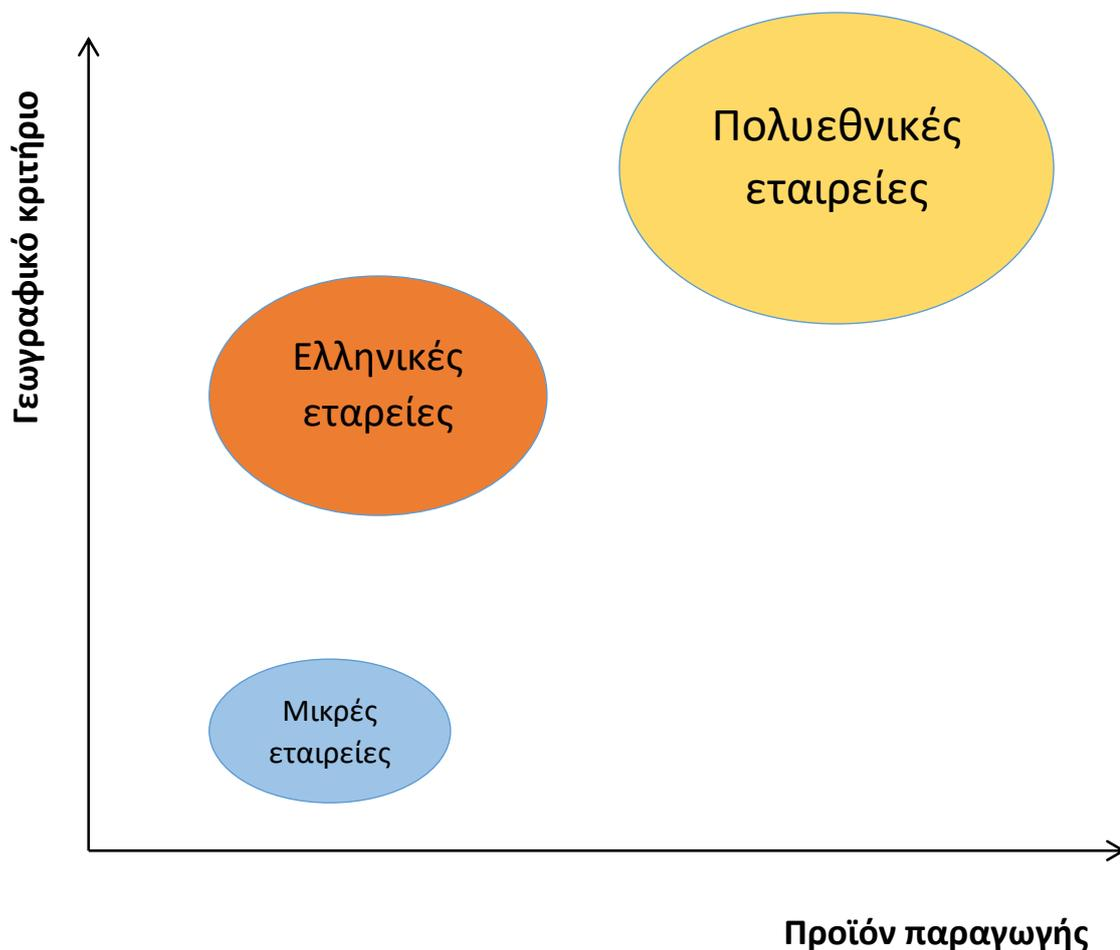 Γεωγραφικό κριτήριο
Πολυεθνικές
εταιρείες
Ελληνικές
εταρείες
Μικρές
εταιρείες
Προϊόν παραγωγής